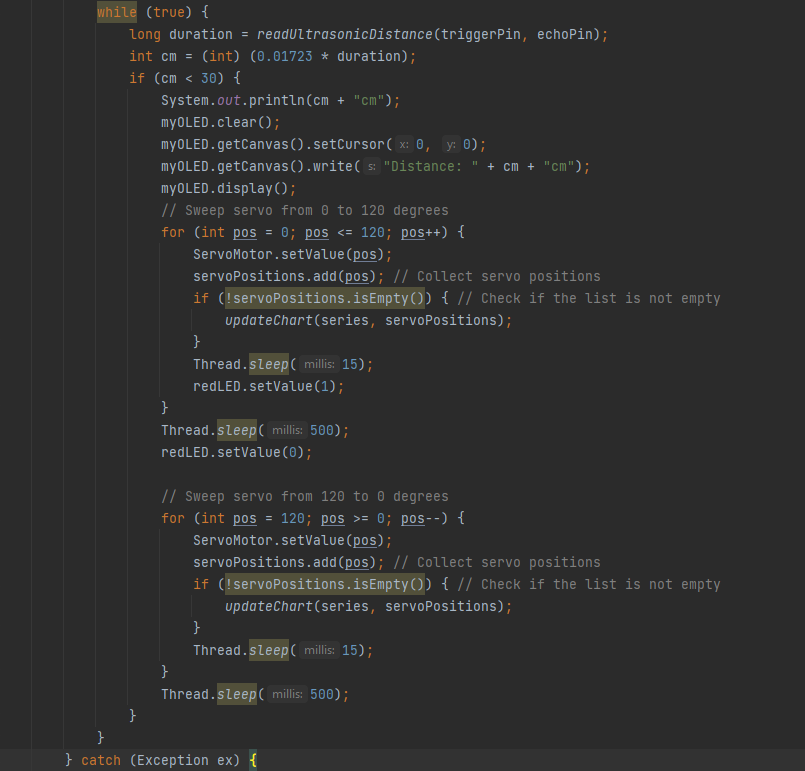 while (true) {
long duration = readUltrasonicDistance(triggerPin, echoPin);
int cm = (int) (0.01723 * duration);
if (cm < 30) {
System.out.println(cm + "cm");
myOLED.clear();
myOLED.getCanvas().setCursor( x: 0, y: 0);
myOLED.getCanvas().write( s: "Distance: " + cm + "cm");
myOLED.display();
// Sweep servo from 0 to 120 degrees
for (int pos = 0; pos <= 120; pos++) {
ServoMotor.setValue(pos);
servoPositions.add(pos); // Collect servo positions
if (!servoPositions.isEmpty()) { // Check if the list is not empty
updateChart(series, servoPositions);
}
Thread.sleep( millis: 15);
redLED.setValue(1);
}
Thread.sleep( millis: 500);
redLED.setValue(0);
// Sweep servo from 120 to 0 degrees
for (int pos = 120; pos >= 0; pos--) {
ServoMotor.setValue(pos);
servoPositions.add(pos); // Collect servo positions
if (!servoPositions.isEmpty()) { // Check if the list is not empty
updateChart(series, servoPositions);
}
Thread.sleep( millis: 15);
}
Thread.sleep( millis: 500);
}
}
} catch (Exception ex) {